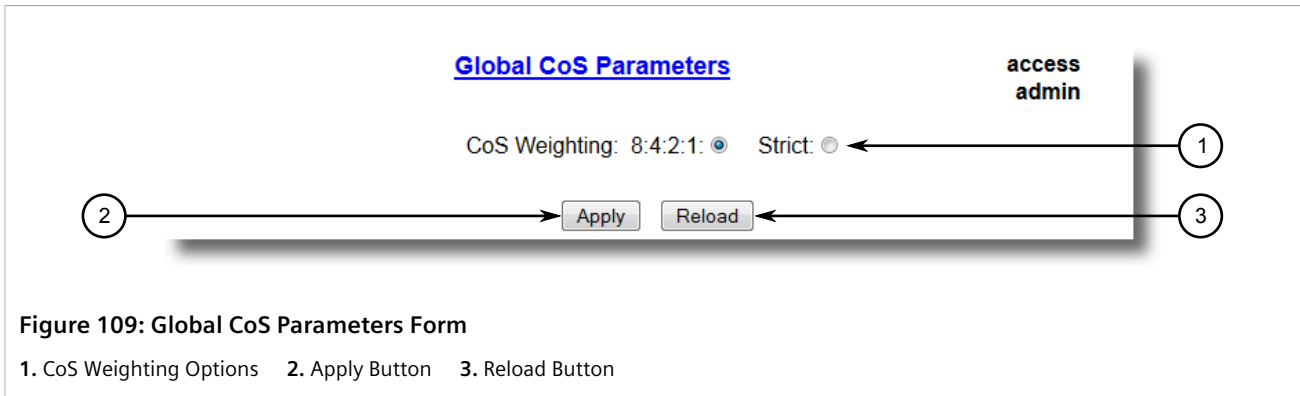 Global CoS Parameters
access
admin
CoS Weighting: 8:4:2:1: Strict:
1
2
Apply Reload
3
Figure 109: Global CoS Parameters Form
1. CoS Weighting Options 2. Apply Button 3. Reload Button